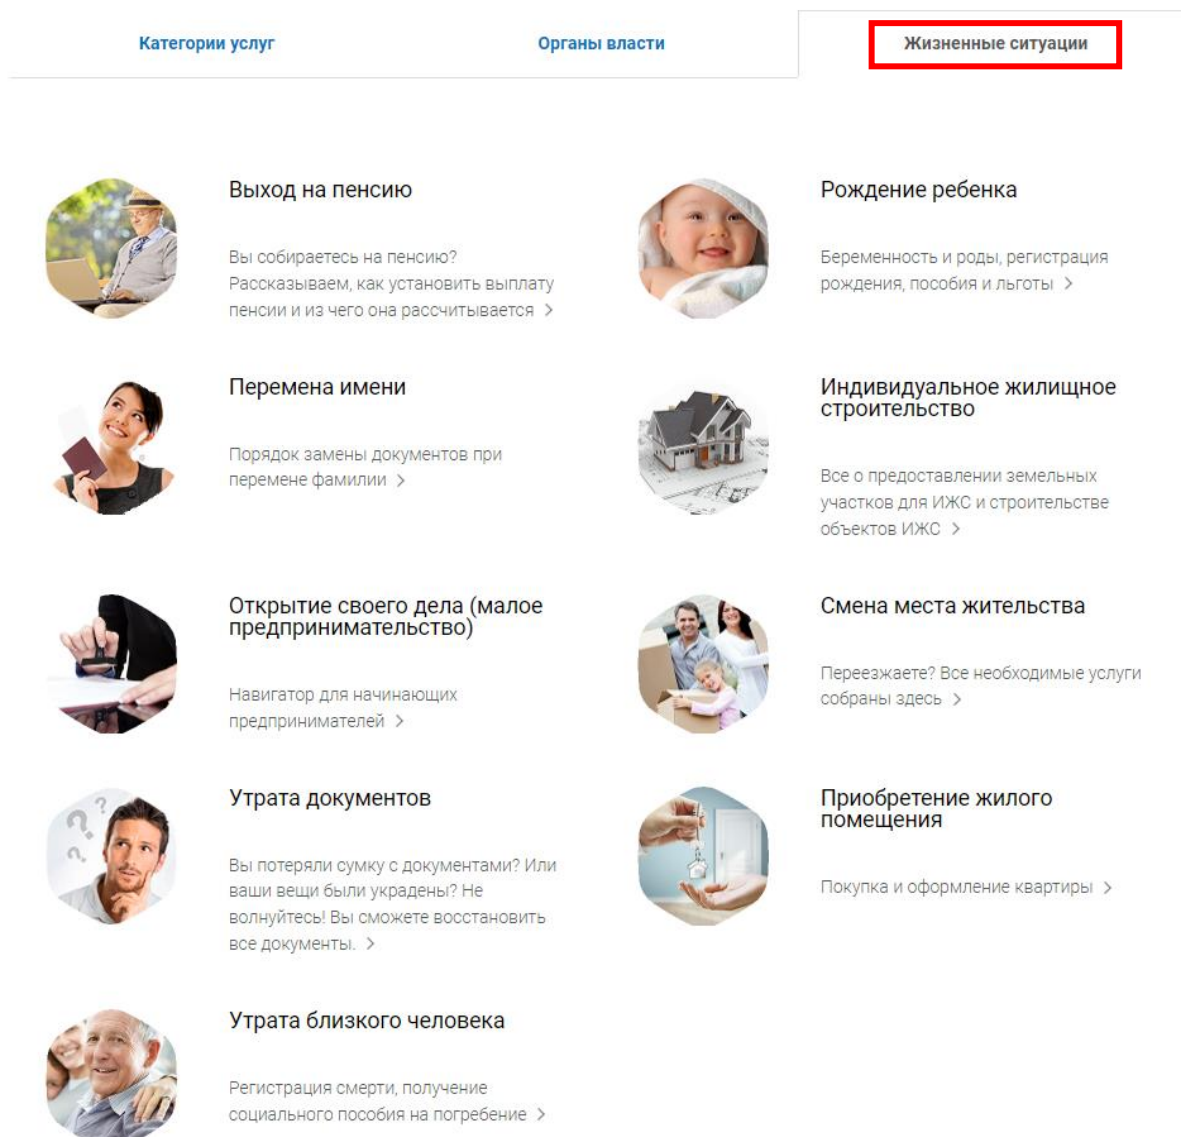 Категории услуг
Органы власти
Жизненные ситуации
Выход на пенсию
Вы собираетесь на пенсию?
Рассказываем, как установить выплату
пенсии и из чего она рассчитывается >
Рождение ребенка
Беременность и роды, регистрация
рождения, пособия и льготы >
Перемена имени
Порядок замены документов при
перемене фамилии >
Индивидуальное жилищное
строительство
Все о предоставлении земельных
участков для ИЖС и строительстве
объектов ИЖС >
Открытие своего дела (малое
предпринимательство)
Навигатор для начинающих
предпринимателей >
Смена места жительства
Переезжаете? Все необходимые услуги
собраны здесь >
Утрата документов
Вы потеряли сумку с документами? Или
ваши вещи были украдены? Не
волнуйтесь! Вы сможете восстановить
все документы. >
Приобретение жилого
помещения
Покупка и оформление квартиры >
Утрата близкого человека
Регистрация смерти, получение
социального пособия на погребение >